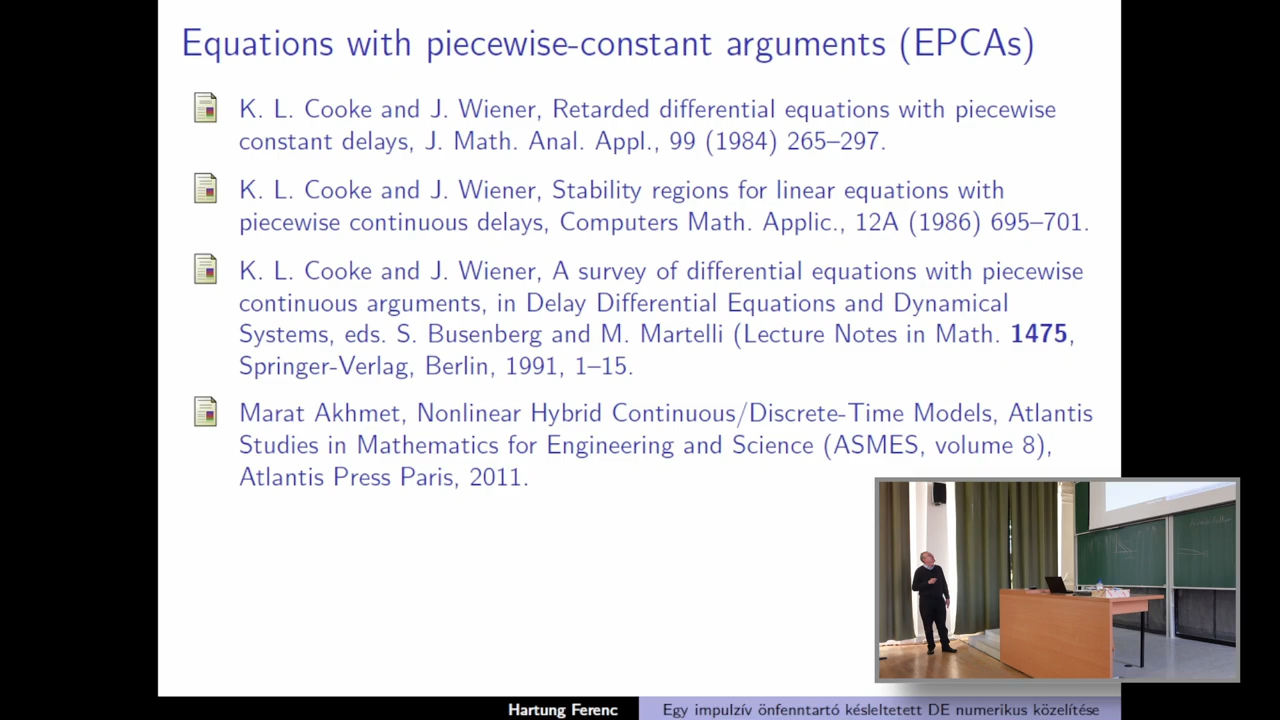 Equations with piecewise-constant arguments (EPCAs)
K. L. Cooke and J. Wiener, Retarded differential equations with piecewise
constant delays, J. Math. Anal. Appl., 99 (1984) 265–297.
K. L. Cooke and J. Wiener, Stability regions for linear equations with
piecewise continuous delays, Computers Math. Applic., 12A (1986) 695–701.
K. L. Cooke and J. Wiener, A survey of differential equations with piecewise
continuous arguments, in Delay Differential Equations and Dynamical
Systems, eds. S. Busenberg and M. Martelli (Lecture Notes in Math. 1475,
Springer-Verlag, Berlin, 1991, 1–15.
Marat Akhmet, Nonlinear Hybrid Continuous/Discrete-Time Models, Atlantis
Studies in Mathematics for Engineering and Science (ASMES, volume 8),
Atlantis Press Paris, 2011.
Hartung Ferenc
Egy impulzív önfenntartó késleltetett DE numerikus közelítése